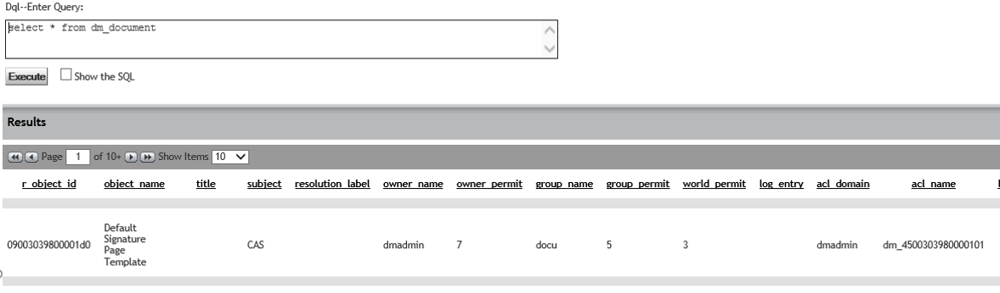 Dql--Enter Query:
select * from dm_document
Execute Show the SQL
Results
Page 1 of 10+ Show Items 10
r_object_id object_name title subject resolution_label owner_name owner_permit group_name group_permit world_permit log_entry acl_domain acl_name
Default
Signature
09003039800001d0 Page CAS dmadmin 7 docu 5 3 dmadmin dm_4500303980000101
Template